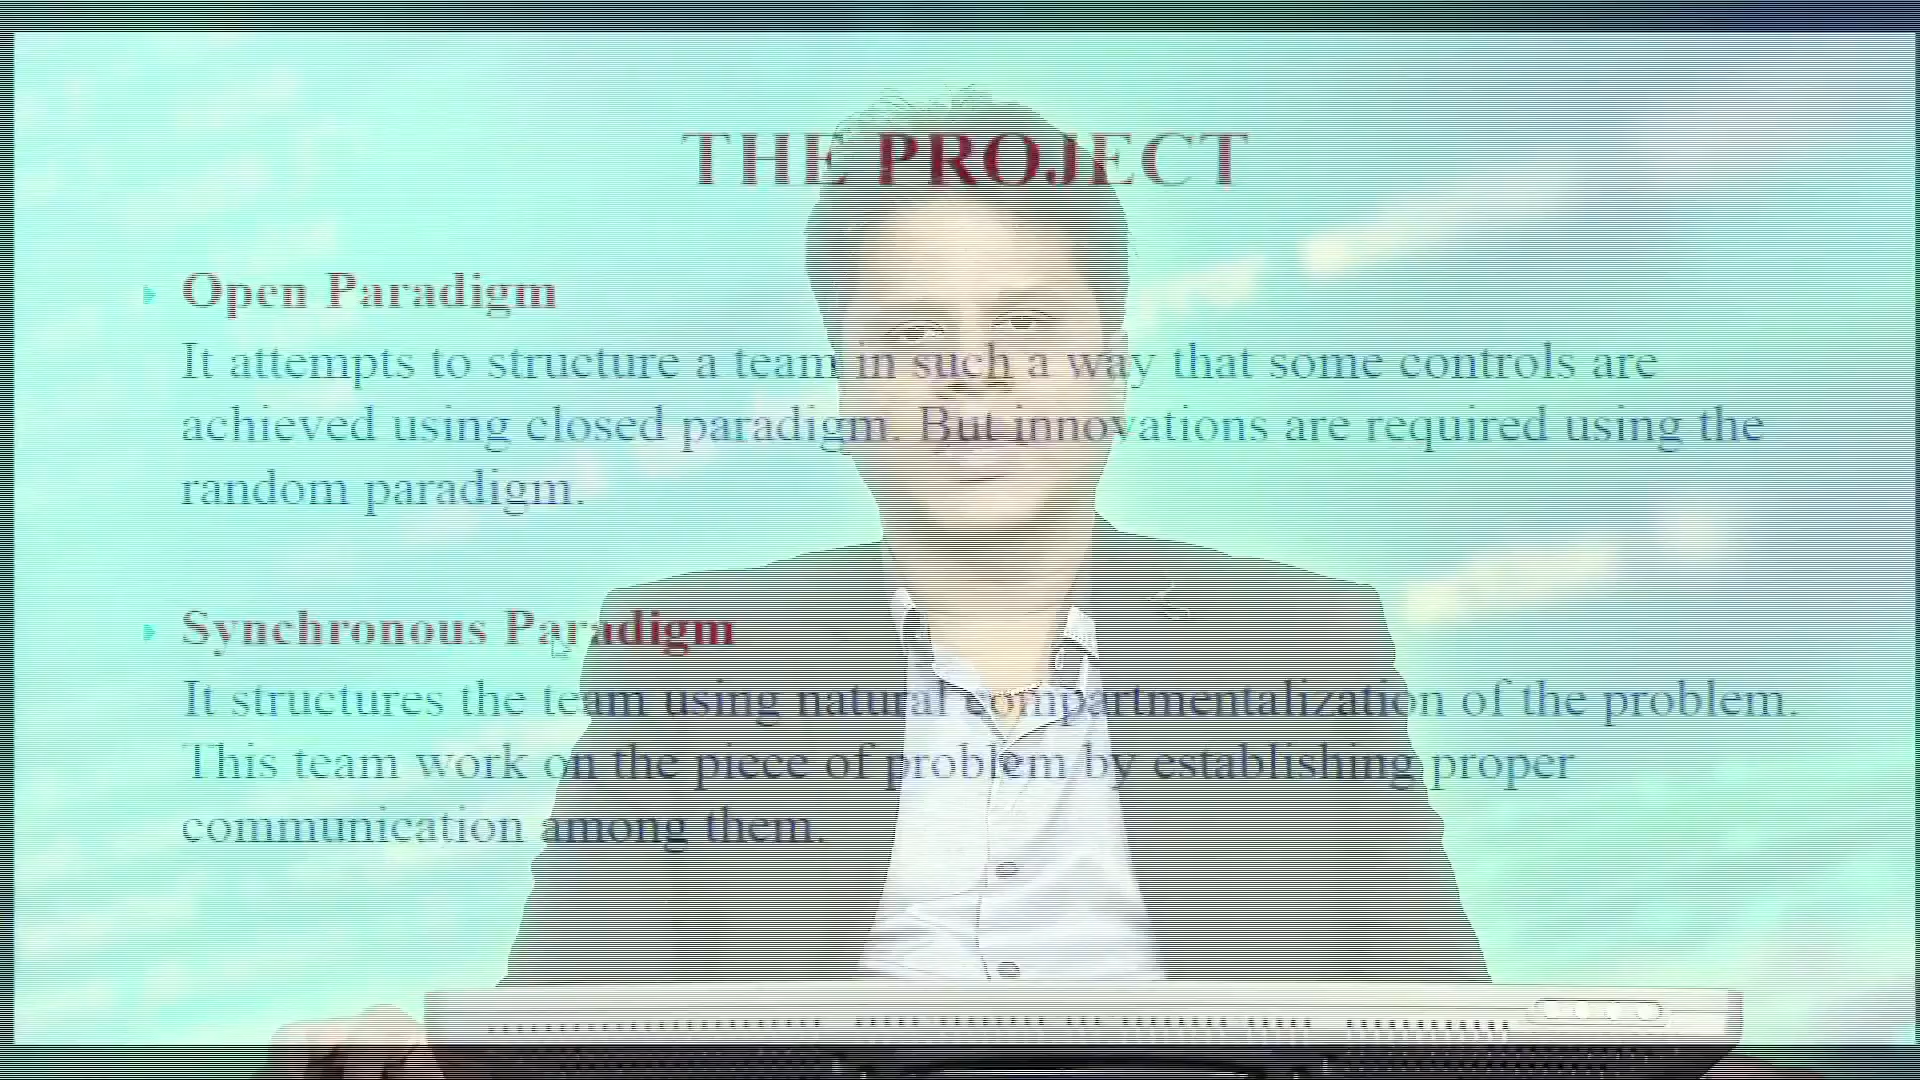 THE PROJECT
Open Paradigm
It attempts to structure a team in such a way that some controls are
achieved using closed paradigm. But innovations are required using the
random paradigm.
Synchronous Paradigm
It structures the team using natural compartmentalization of the problem.
This team work on the piece of problem by establishing proper
communication among them.